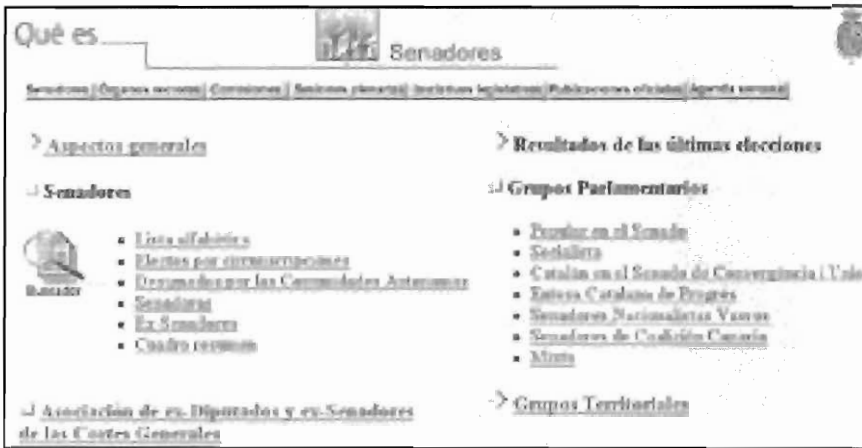 Qué es
Senadores
Senadores | Órganos rectores | Comisiones | Sesiones plenarias | Iniciativas legislativas | Publicaciones oficiales | Agenda semanal
Aspectos generales
Senadores
Buscador
Lista alfabética
Electos por circunscripciones
Designados por las Comunidades Autónomas
Senadoras
Ex Senadores
Cuadro resumen
Asociación de ex-Diputados y ex-Senadores
de las Cortes Generales
Resultados de las últimas elecciones
Grupos Parlamentarios
Popular en el Senado
Socialista
Catalán en el Senado de Convergència i Unió
Entesa Catalana de Progrés
Senadores Nacionalistas Vascos
Senadores de Coalición Canaria
Mixto
Grupos Territoriales